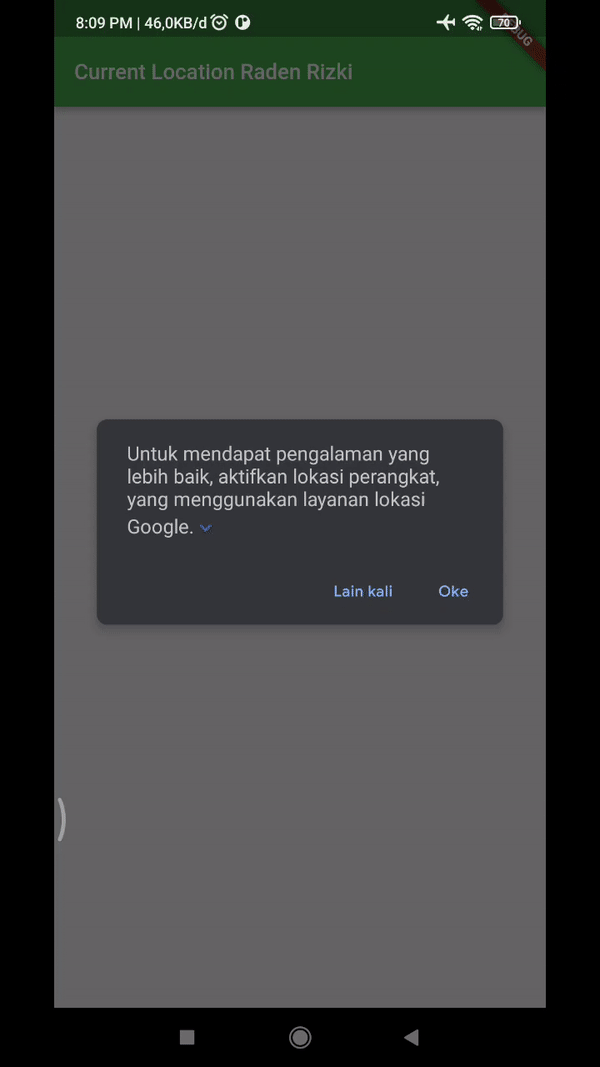 8:09 PM | 46,0KB/d
70
Current Location Raden Rizki
Untuk mendapat pengalaman yang
lebih baik, aktifkan lokasi perangkat,
yang menggunakan layanan lokasi
Google.
Lain kali Oke